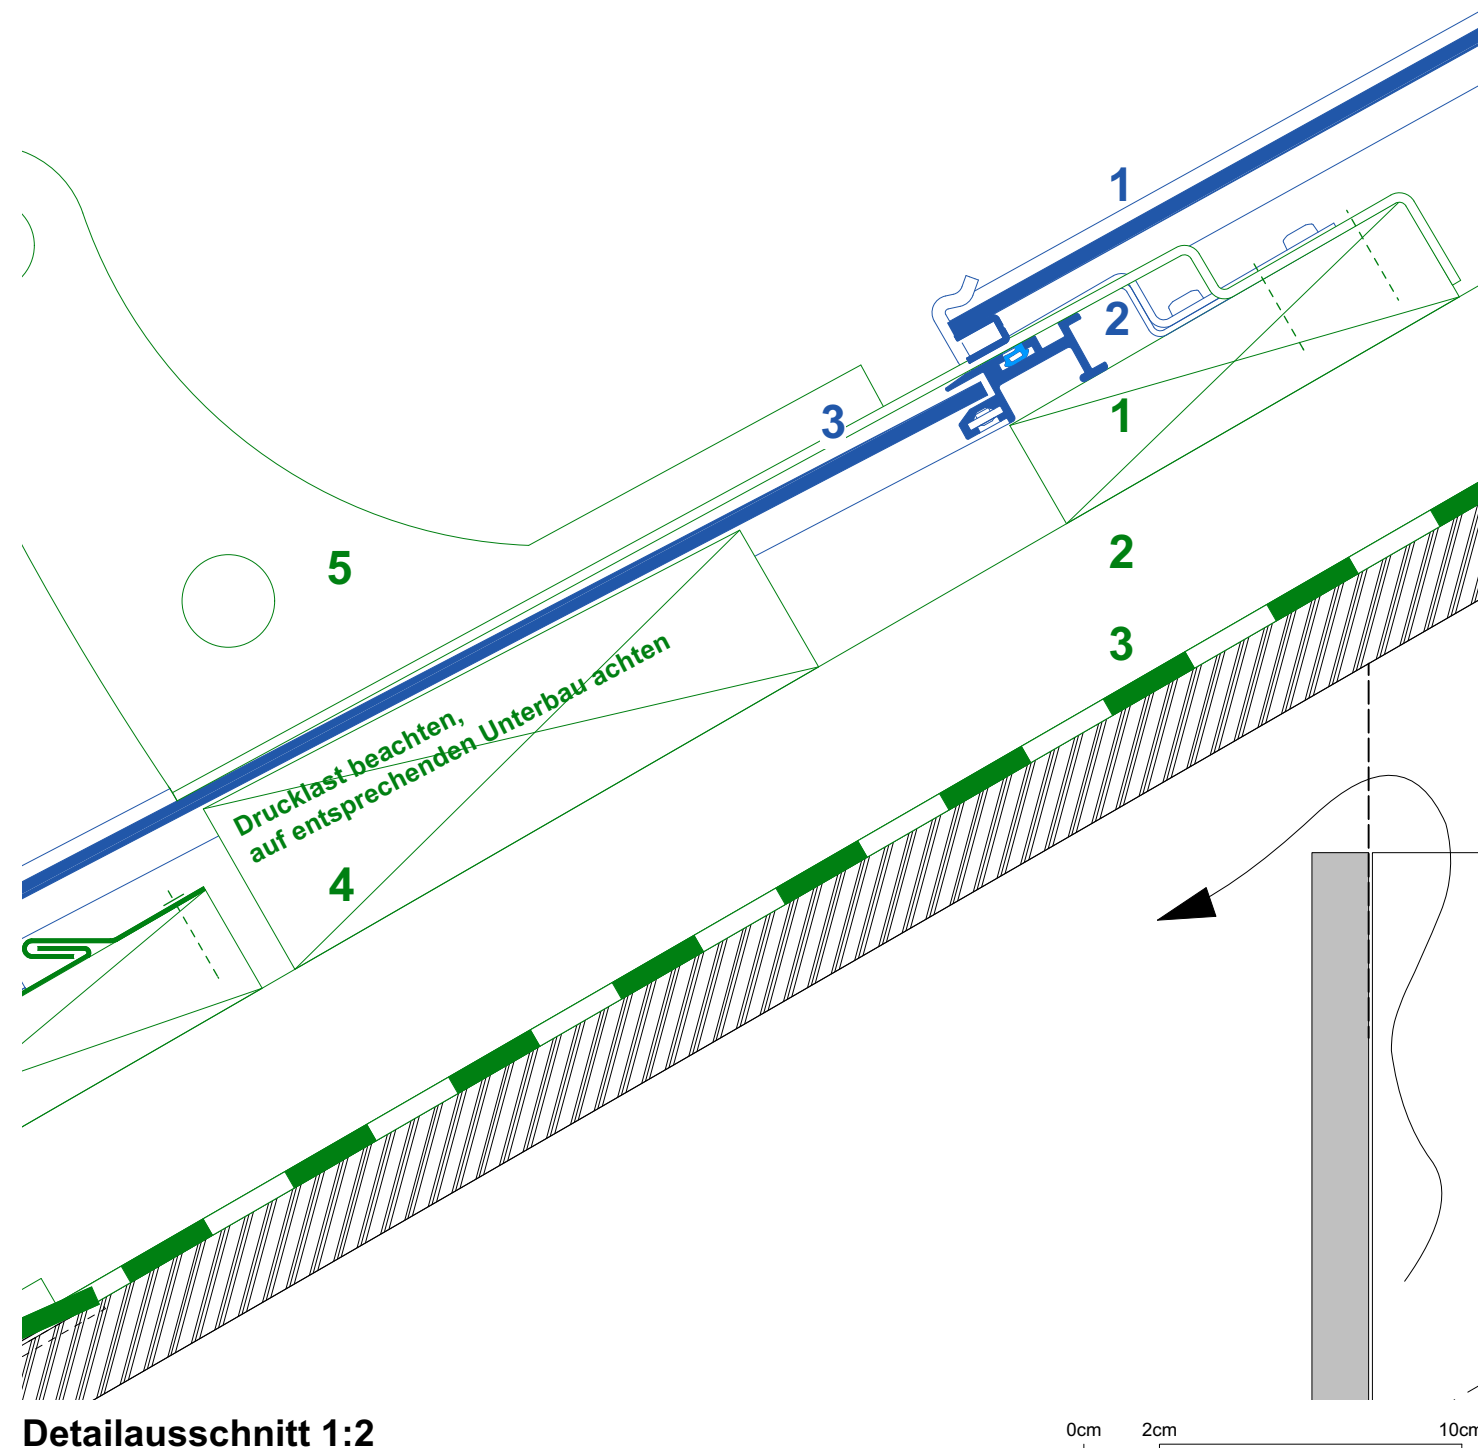 1
2
3
1
5
2
3
Drucklast beachten,
auf entsprechenden Unterbau achten
4
Detailausschnitt 1:2
0cm 2cm 10cm